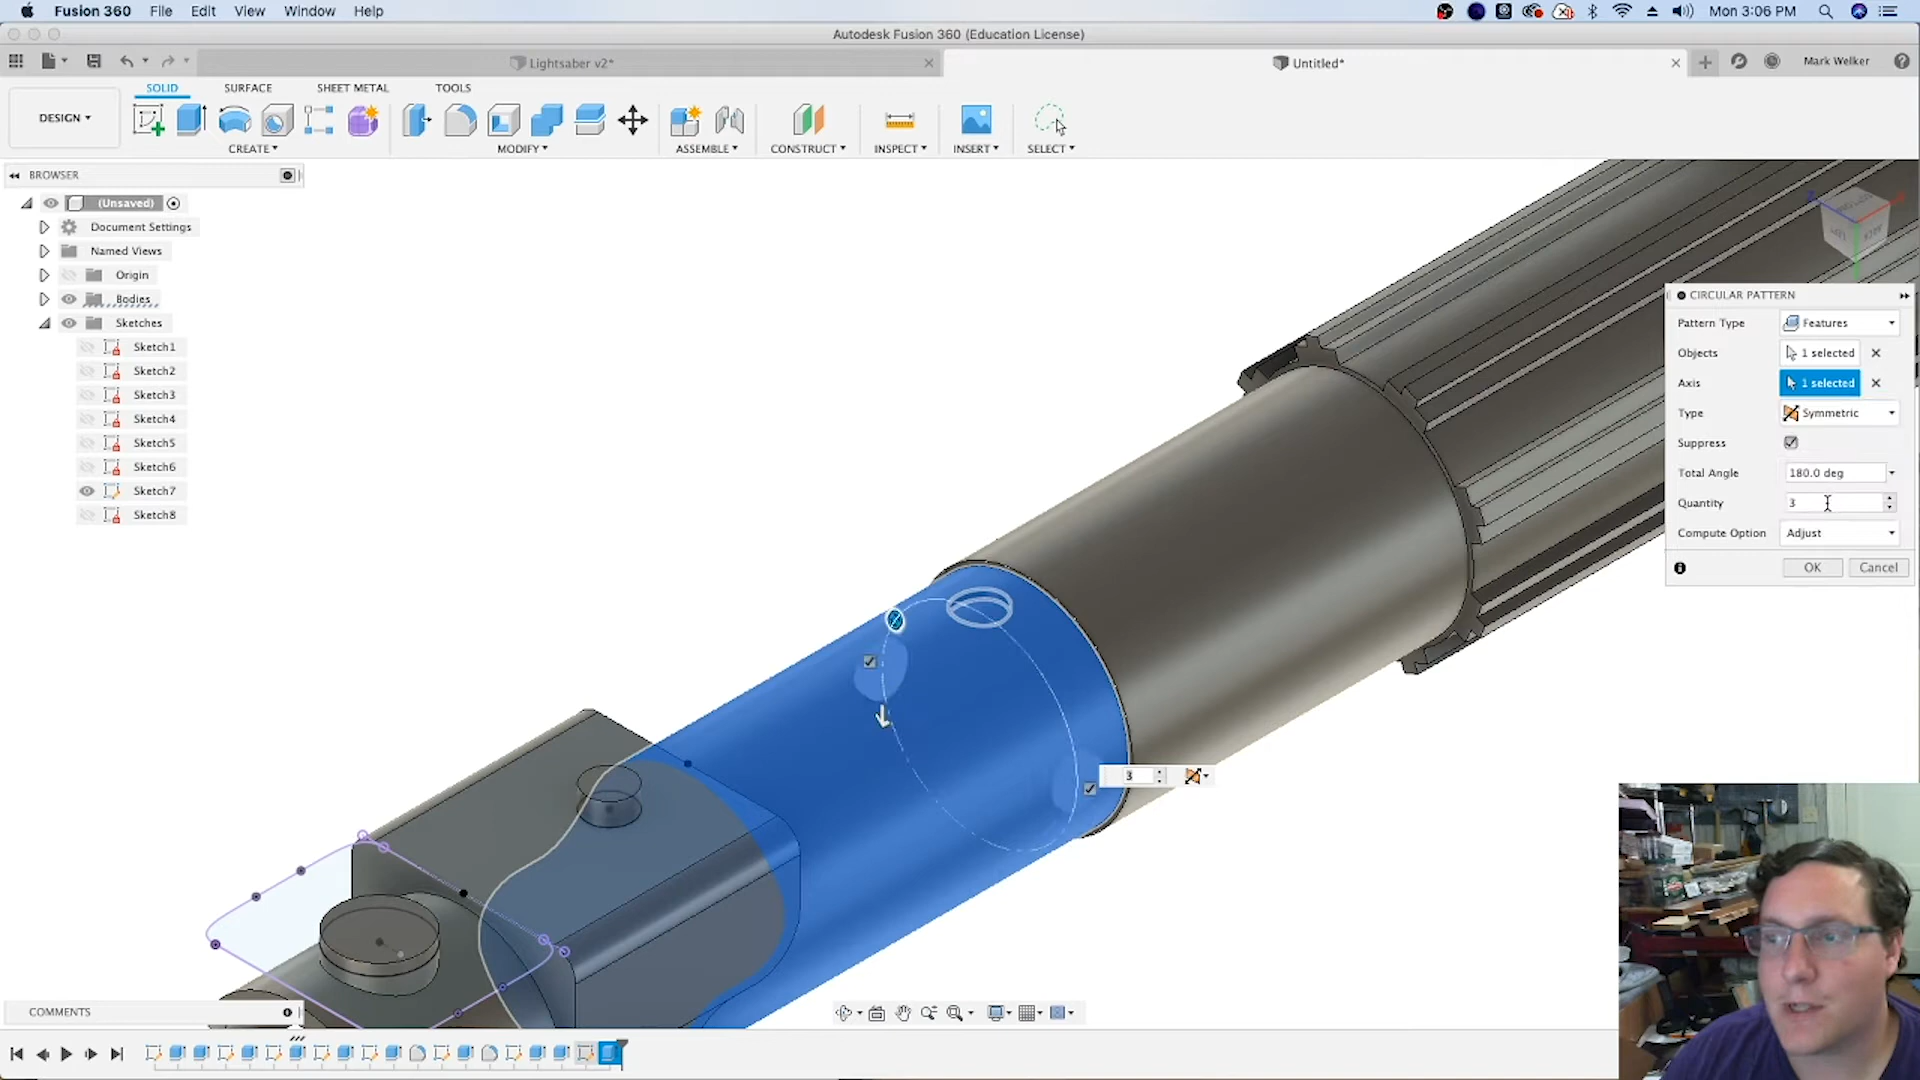 Fusion 360 File Edit View Window Help Mon 3:06 PM
Autodesk Fusion 360 (Education License)
Lightsaber v2* Untitled* Mark Welker
SOLID SURFACE SHEET METAL TOOLS
DESIGN
CREATE MODIFY ASSEMBLE CONSTRUCT INSPECT INSERT SELECT
BROWSER
(Unsaved)
Document Settings
Named Views
Origin
Bodies
Sketches
Sketch1
Sketch2
Sketch3
Sketch4
Sketch5
Sketch6
Sketch7
Sketch8
CIRCULAR PATTERN
Pattern Type Features
Objects 1 selected
Axis 1 selected
Type Symmetric
Suppress
Total Angle 180.0 deg
Quantity 3
Compute Option Adjust
OK Cancel
3
COMMENTS